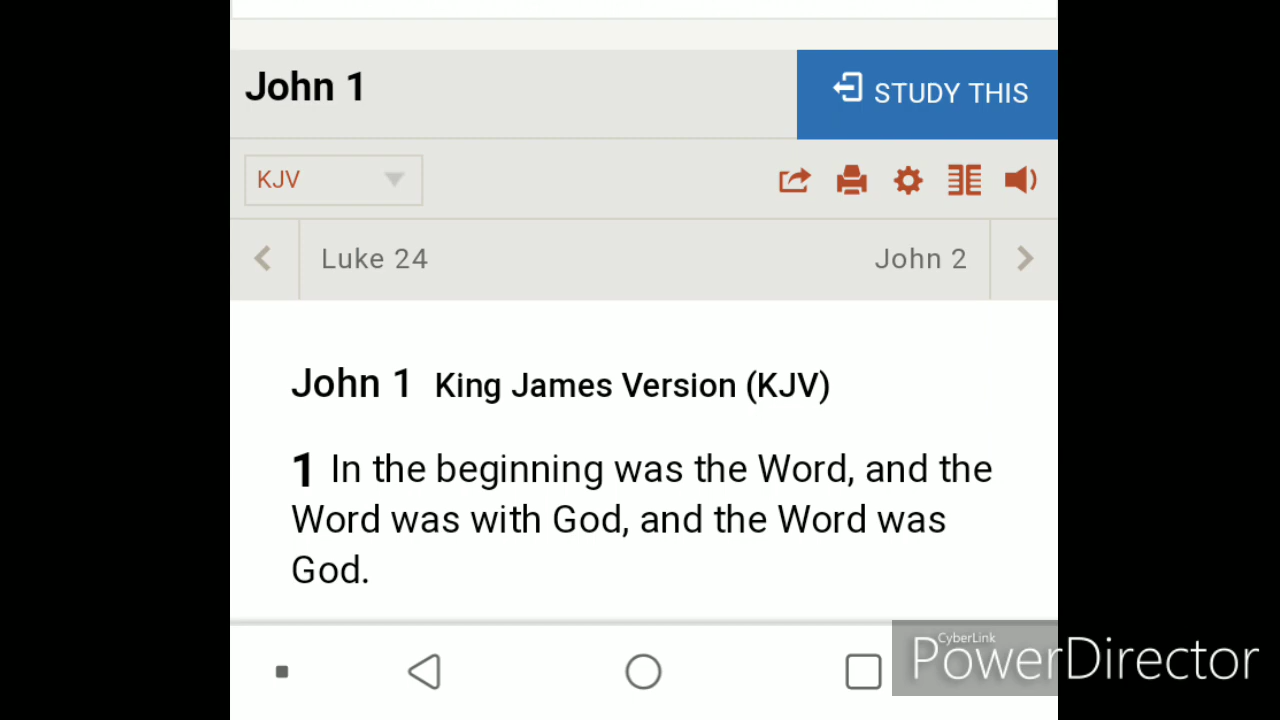 John 1
STUDY THIS
KJV
Luke 24
John 2
John 1 King James Version (KJV)
1 In the beginning was the Word, and the
Word was with God, and the Word was
God.
CyberLink
PowerDirector